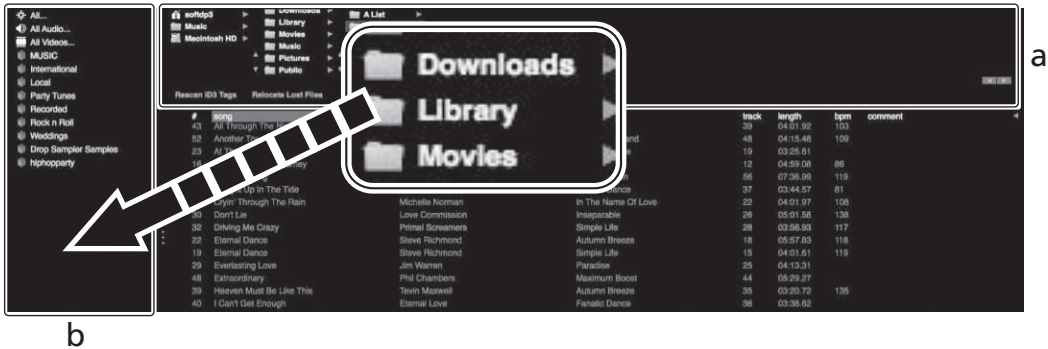 All...
All Audio...
All Videos...
MUSIC
International
Local
Party Tunes
Recorded
Rock n Roll
Weddings
Drop Sampler Samples
hiphopparty
softdp3
Music
Macintosh HD
Downloads
Library
Movies
Music
Pictures
Public
A List
Rescan ID3 Tags Relocate Lost Files
Downloads
Library
Movies
a
# song track length bpm comment
43 All Through The 39 04:01.92 103
52 Another 48 04:15.48 109
23 At 19 03:25.61
16 12 04:59.08 86
56 07:36.99 119
Up In The Tide 37 03:44.57 81
Cryin' Through The Rain Michelle Norman In The Name Of Love 22 04:01.97 108
30 Don't Lie Love Commission Inseparable 26 05:01.58 138
32 Driving Me Crazy Primal Screamers Simple Life 28 03:56.93 117
22 Eternal Dance Steve Richmond Autumn Breeze 18 05:57.83 116
19 Eternal Dance Steve Richmond Simple Life 15 04:01.61 119
29 Everlasting Love Jim Warren Paradise 25 04:13.31
48 Extraordinary Phil Chambers Maximum Boost 44 05:29.27
39 Heaven Must Be Like This Tevin Maxwell Autumn Breeze 35 03:20.72 135
40 I Can't Get Enough Eternal Love Fanatic Dance 36 03:38.62
b